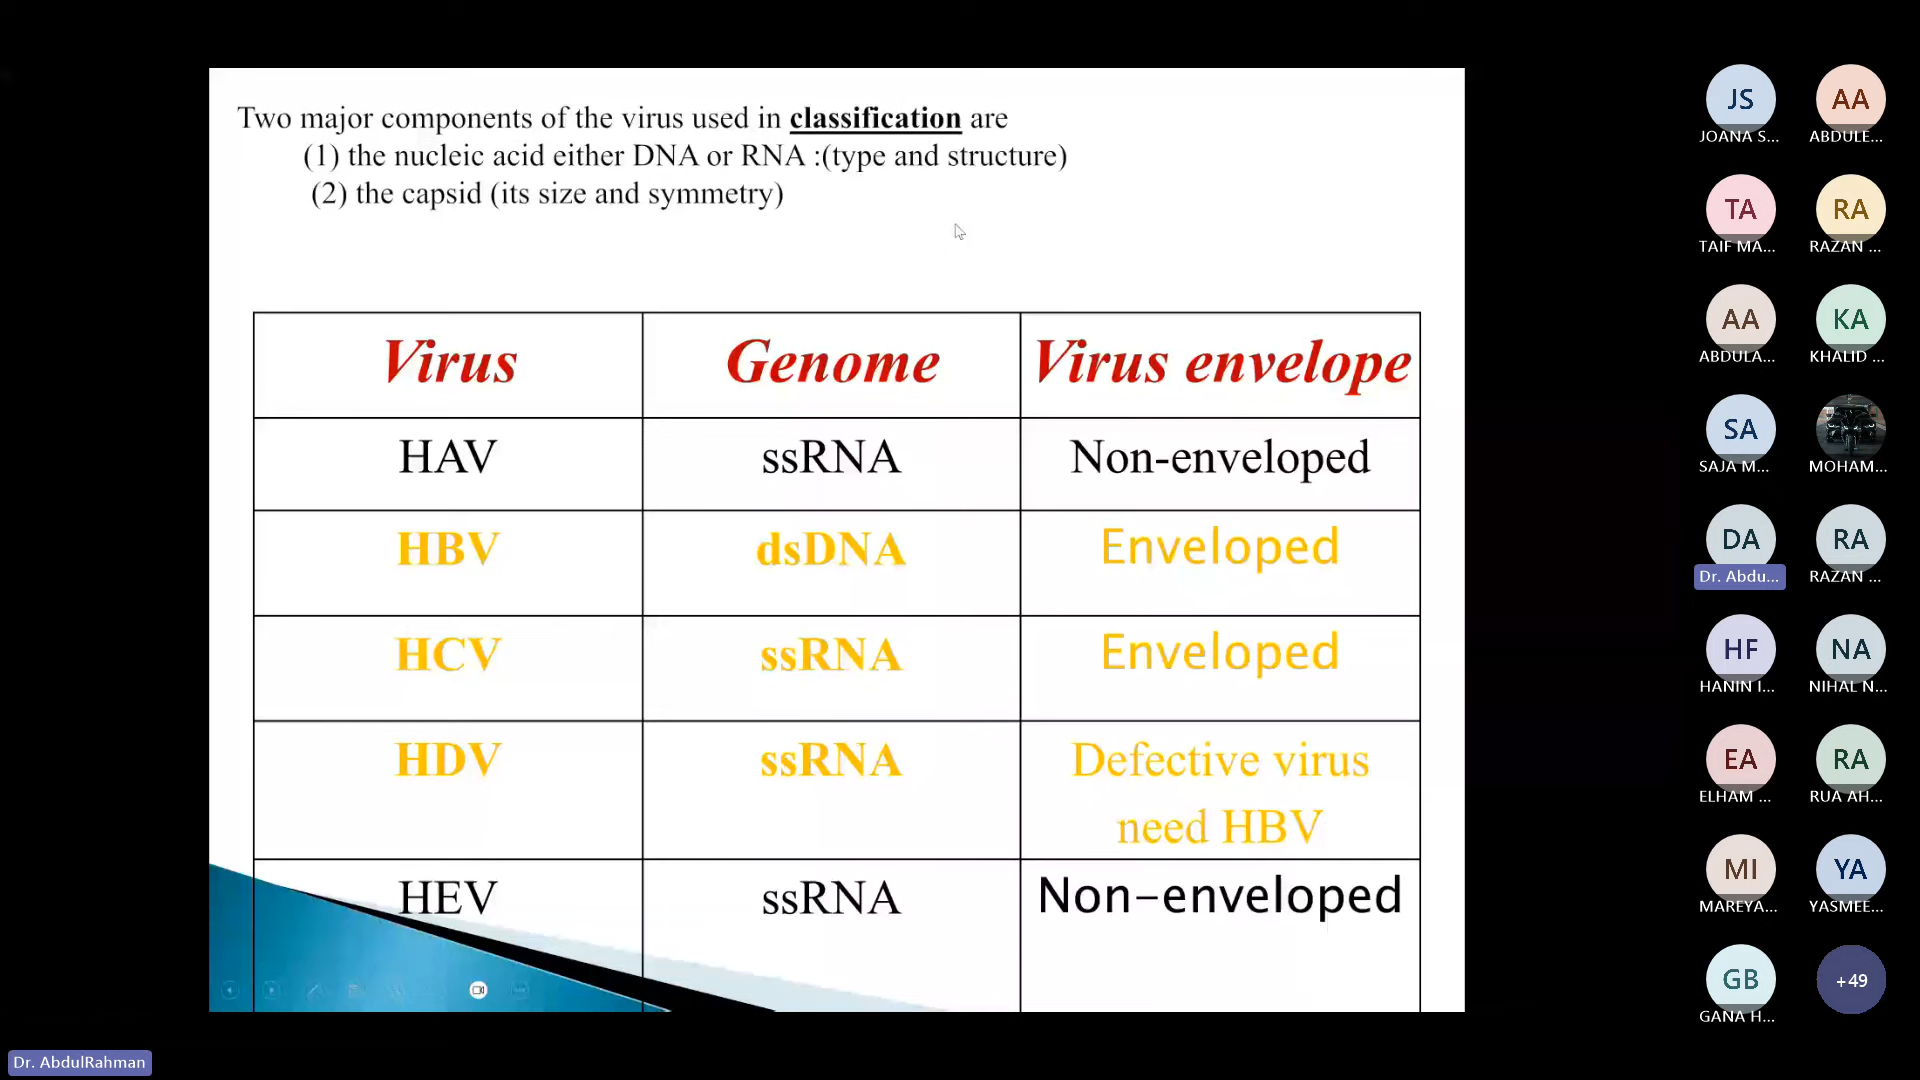 Two major components of the virus used in classification are
(1) the nucleic acid either DNA or RNA :(type and structure)
(2) the capsid (its size and symmetry)
Virus Genome Virus envelope
HAV ssRNA Non-enveloped
HBV dsDNA Enveloped
HCV ssRNA Enveloped
HDV ssRNA Defective virus
need HBV
HEV ssRNA Non-enveloped
JS AA
JOANA S... ABDULE...
TA RA
TAIF MA... RAZAN ...
AA KA
ABDULA... KHALID ...
SA
SAJA M... MOHAM...
DA RA
Dr. Abdu... RAZAN ...
HF NA
HANIN I... NIHAL N...
EA RA
ELHAM ... RUA AH...
MI YA
MAREYA... YASMEE...
GB +49
GANA H...
Dr. AbdulRahman